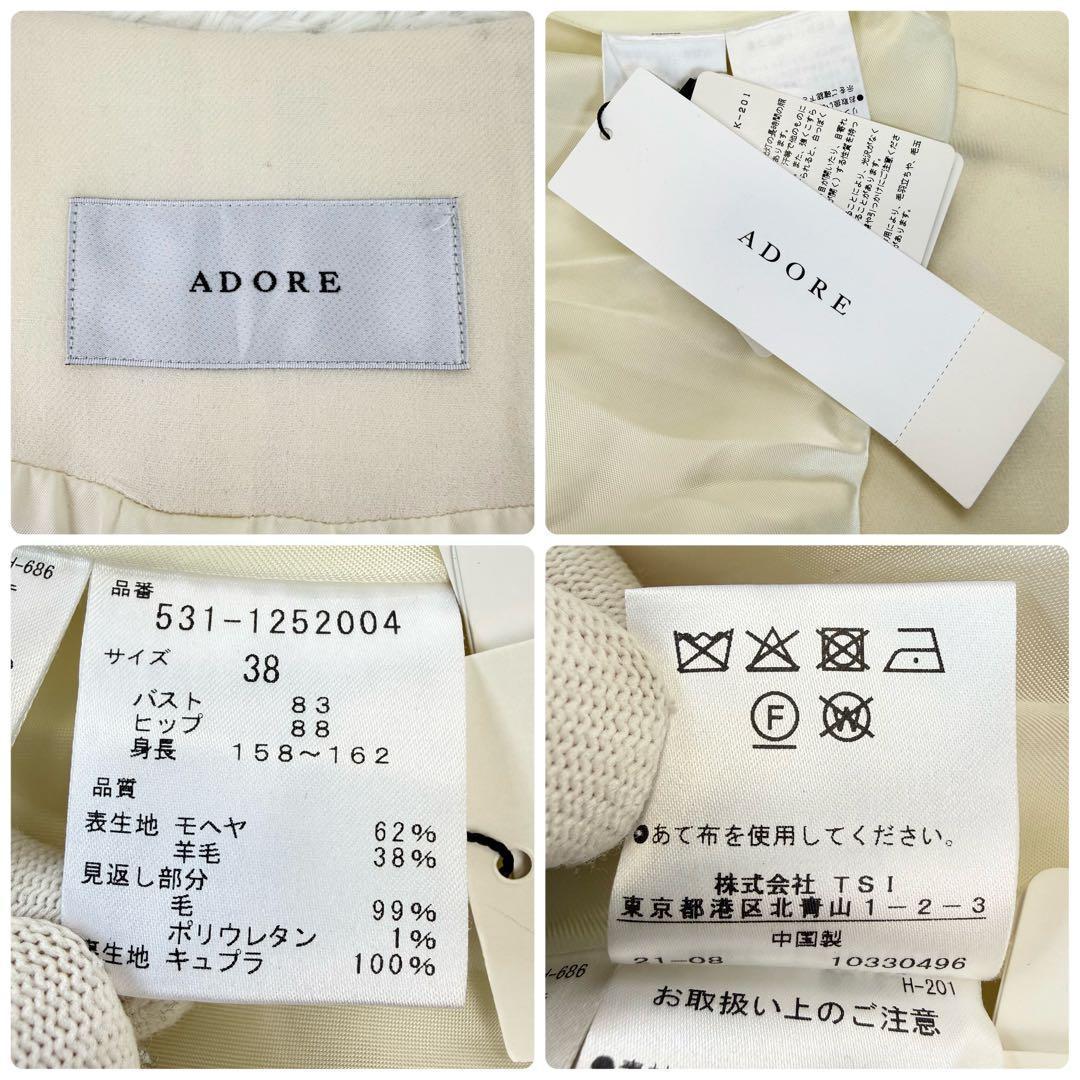 ADORE
K-201
ADORE
H-686
品番
531-1252004
サイズ 38
バスト 83
ヒップ 88
身長 158～162
品質
表生地 モヘヤ 62%
羊毛 38%
見返し部分
毛 99%
ポリウレタン 1%
裏生地 キュプラ 100%
F
W
●あて布を使用してください。
株式会社 TSI
東京都港区北青山1-2-3
中国製
21-08 10330496
-686
H-201
お取扱い上のご注意